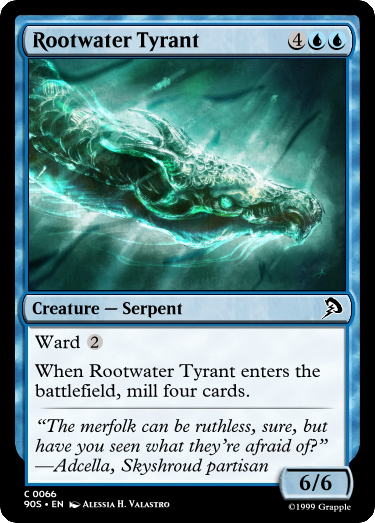 Rootwater Tyrant 4
Creature — Serpent
Ward 2
When Rootwater Tyrant enters the
battlefield, mill four cards.
“The merfolk can be ruthless, sure, but
have you seen what they’re afraid of?”
—Adcella, Skyshroud partisan
6/6
C 0066
90S • EN Alessia H. Valastro
©1999 Grapple